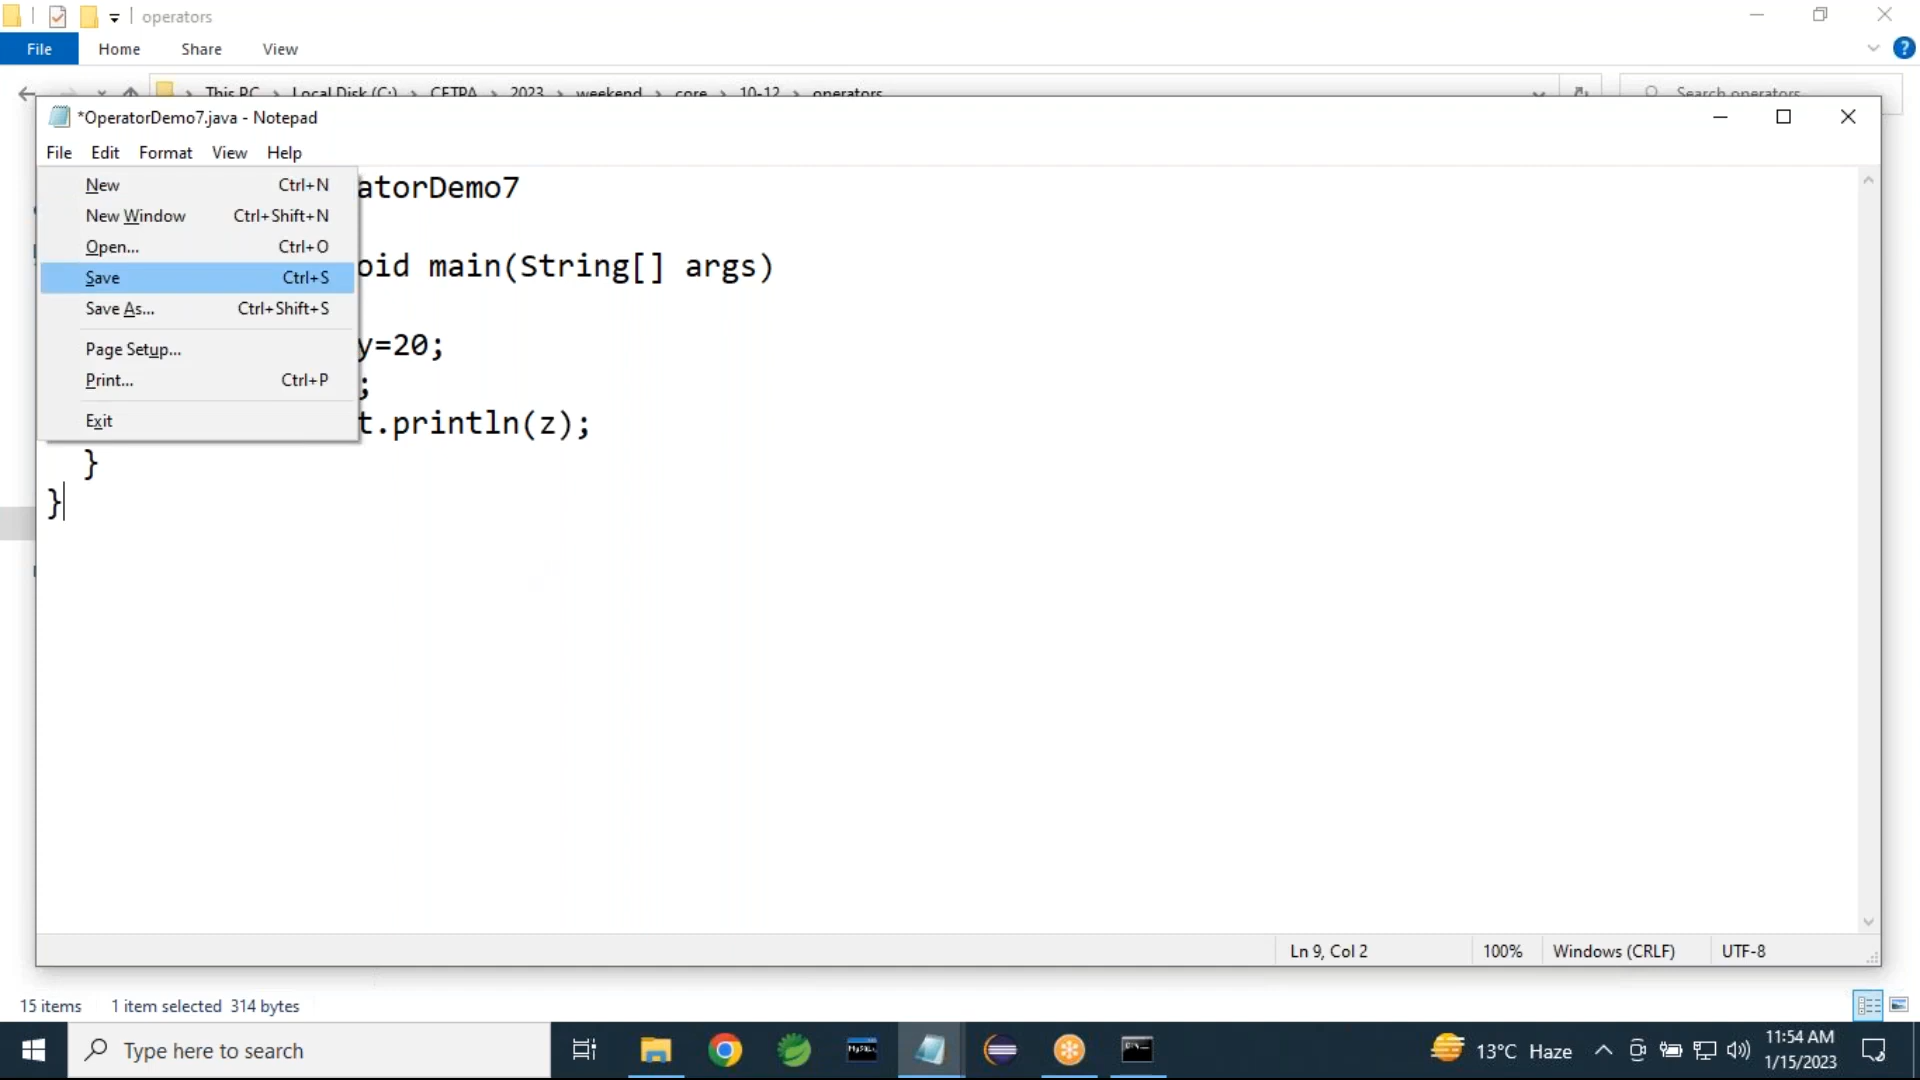 operators
File Home Share View
This PC Local Disk (C:) CETPA 2023 weekend core 10-12 operators Search operators
*OperatorDemo7.java - Notepad
File Edit Format View Help
New Ctrl+N
atorDemo7
New Window Ctrl+Shift+N
Open... Ctrl+O
oid main(String[] args)
Save Ctrl+S
Save As... Ctrl+Shift+S
Page Setup...
y=20;
Print... Ctrl+P
;
Exit
t.println(z);
}
}
Ln 9, Col 2 100% Windows (CRLF) UTF-8
15 items 1 item selected 314 bytes
Type here to search
MySQL
13°C Haze
11:54 AM
1/15/2023